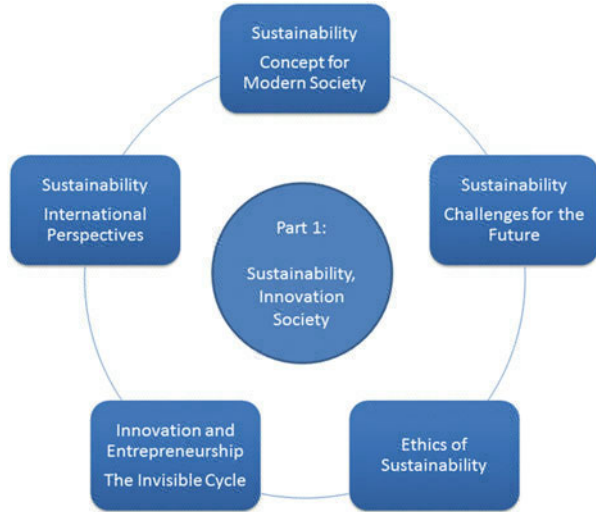 Sustainability
Concept for
Modern Society
Sustainability
International
Perspectives
Sustainability
Challenges for the
Future
Part 1:
Sustainability,
Innovation
Society
Innovation and
Entrepreneurship
The Invisible Cycle
Ethics of
Sustainability